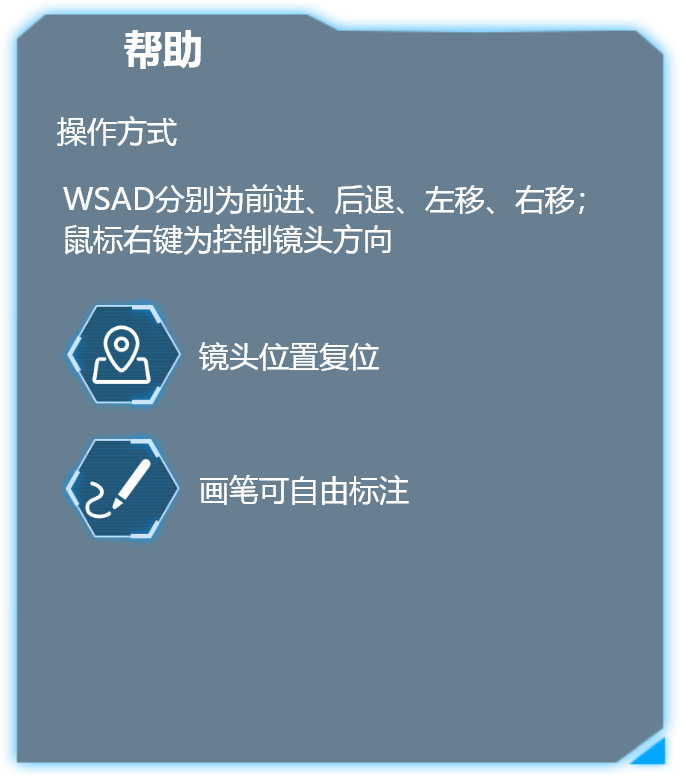 帮助
操作方式
WSAD分别为前进、后退、左移、右移；
鼠标右键为控制镜头方向
镜头位置复位
画笔可自由标注